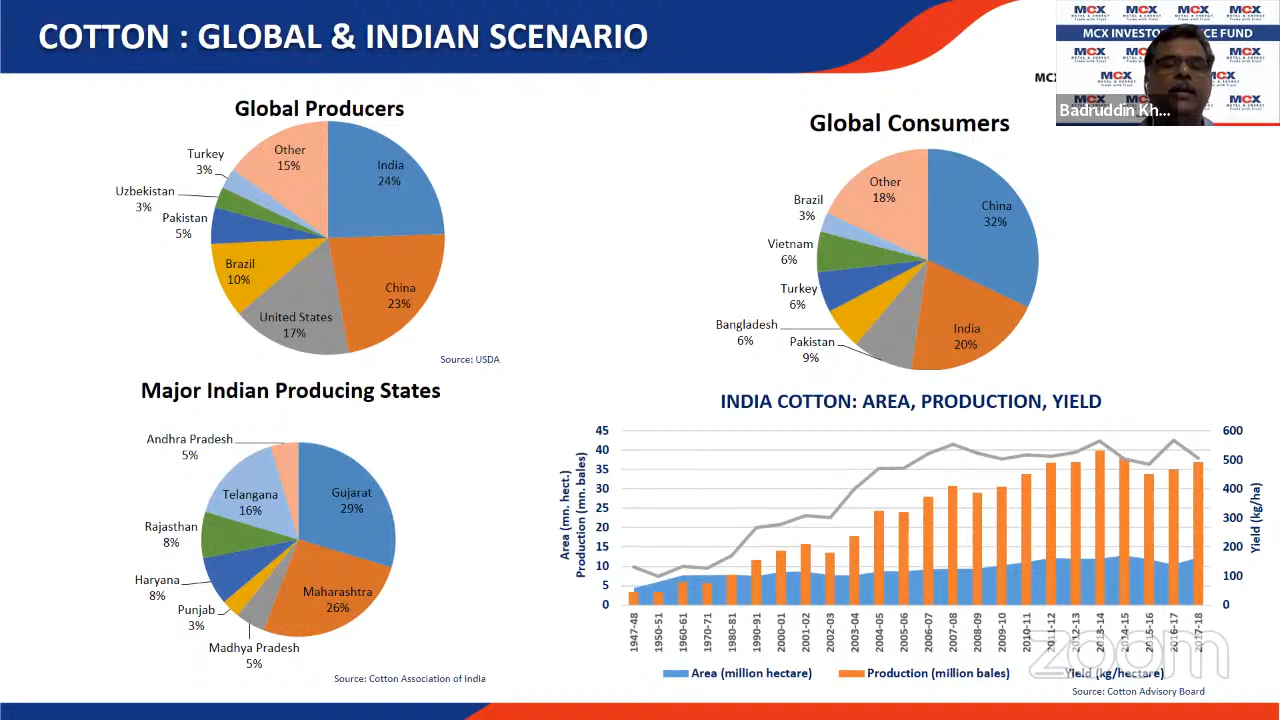 COTTON : GLOBAL & INDIAN SCENARIO
MCX
METAL & ENERGY
Trade with Trust
MCX INVESTOR
CE FUND
MCX
Badruddin Kh...
Global Producers
India
24%
China
23%
United States
17%
Brazil
10%
Pakistan
5%
Uzbekistan
3%
Turkey
3%
Other
15%
Source: USDA
Global Consumers
China
32%
India
20%
Pakistan
9%
Bangladesh
6%
Turkey
6%
Vietnam
6%
Brazil
3%
Other
18%
Major Indian Producing States
Gujarat
29%
Maharashtra
26%
Madhya Pradesh
5%
Punjab
3%
Haryana
8%
Rajasthan
8%
Telangana
16%
Andhra Pradesh
5%
Source: Cotton Association of India
INDIA COTTON: AREA, PRODUCTION, YIELD
Area (mn. hect.)
Production (mn. bales)
45
40
35
30
25
20
15
10
5
0
600
500
400
300
200
100
0
Yield (kg/ha)
1947-48
1950-51
1960-61
1970-71
1980-81
1990-91
2000-01
2001-02
2002-03
2003-04
2004-05
2005-06
2006-07
2007-08
2008-09
2009-10
2010-11
2011-12
2012-13
2013-14
2014-15
2015-16
2016-17
2017-18
Area (million hectare)
Production (million bales)
Yield (kg/hectare)
Source: Cotton Advisory Board
zoom